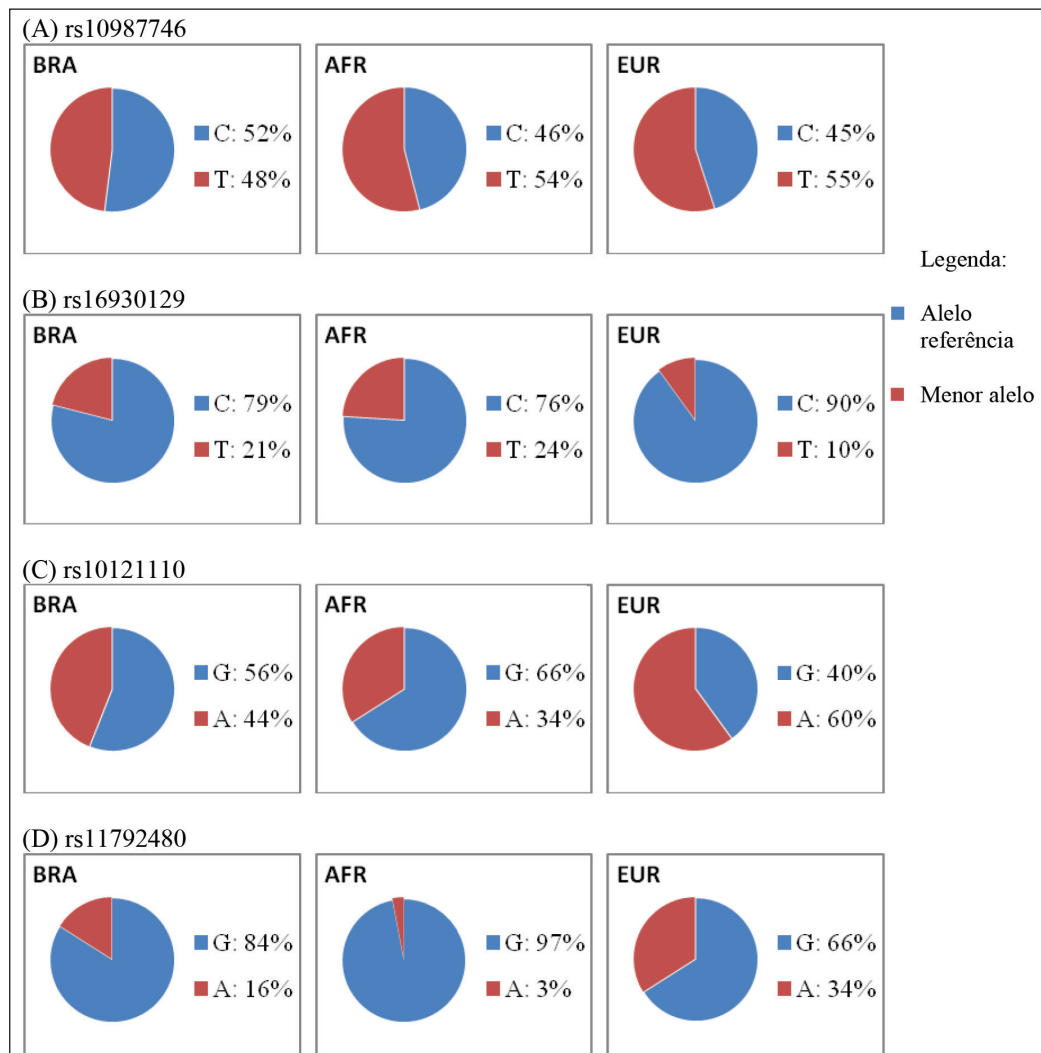 (A) rs10987746
BRA
C: 52%
T: 48%
AFR
C: 46%
T: 54%
EUR
C: 45%
T: 55%
(B) rs16930129
BRA
C: 79%
T: 21%
AFR
C: 76%
T: 24%
EUR
C: 90%
T: 10%
(C) rs10121110
BRA
G: 56%
A: 44%
AFR
G: 66%
A: 34%
EUR
G: 40%
A: 60%
(D) rs11792480
BRA
G: 84%
A: 16%
AFR
G: 97%
A: 3%
EUR
G: 66%
A: 34%
Legenda:
Alelo
referência
Menor alelo